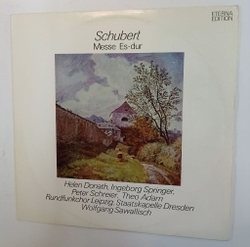 Schubert
Messe Es-dur
ETERNA
EDITION
Helen Donath, Ingeborg Springer,
Peter Schreier, Theo Adam
Rundfunkchor Leipzig, Staatskapelle Dresden
Wolfgang Sawallisch